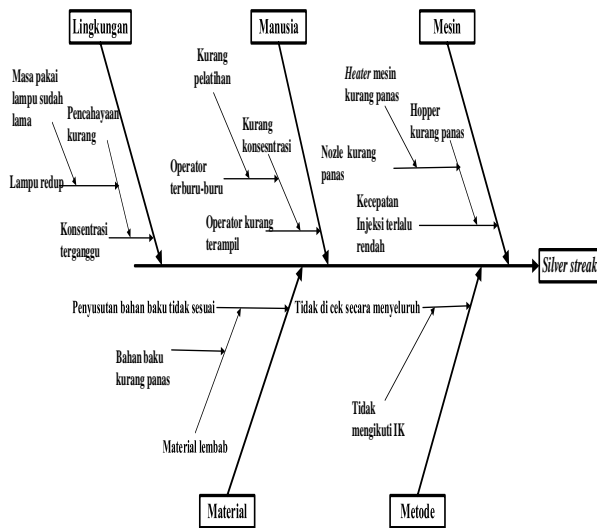 Lingkungan
Manusia
Mesin
Masa pakai
lampu sudah
lama
Pencahayaan
kurang
Lampu redup
Konsentrasi
terganggu
Kurang
pelatihan
Kurang
konsesntrasi
Operator
terburu-buru
Operator kurang
terampil
Heater mesin
kurang panas
Hopper
kurang panas
Nozle kurang
panas
Kecepatan
Injeksi terlalu
rendah
Silver streak
Penyusutan bahan baku tidak sesuai
Bahan baku
kurang panas
Material lembab
Tidak di cek secara menyeluruh
Tidak
mengikuti IK
Material
Metode